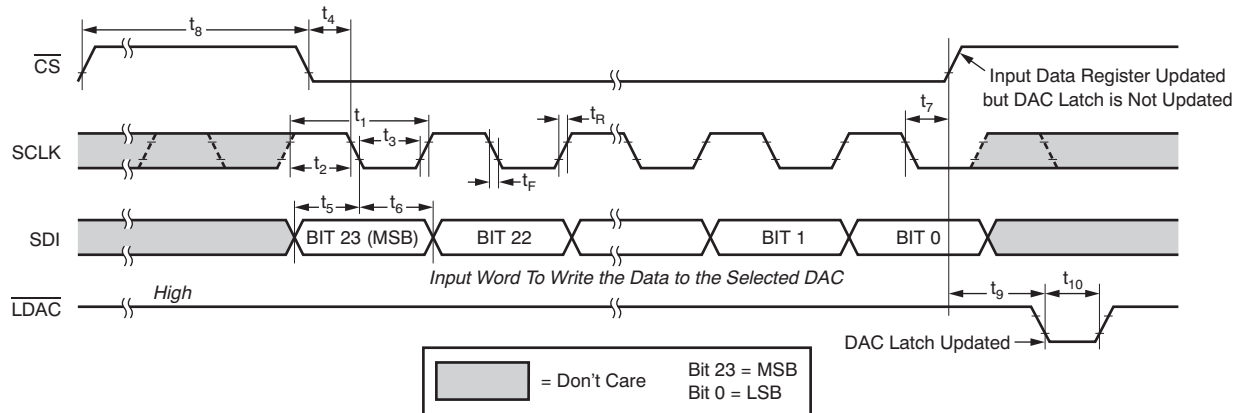 t8
t4
CS
Input Data Register Updated
but DAC Latch is Not Updated
t1
t7
tR
t3
SCLK
t2
tF
t5
t6
SDI
BIT 23 (MSB)
BIT 22
BIT 1
BIT 0
Input Word To Write the Data to the Selected DAC
High
t9
t10
LDAC
DAC Latch Updated
= Don't Care
Bit 23 = MSB
Bit 0 = LSB